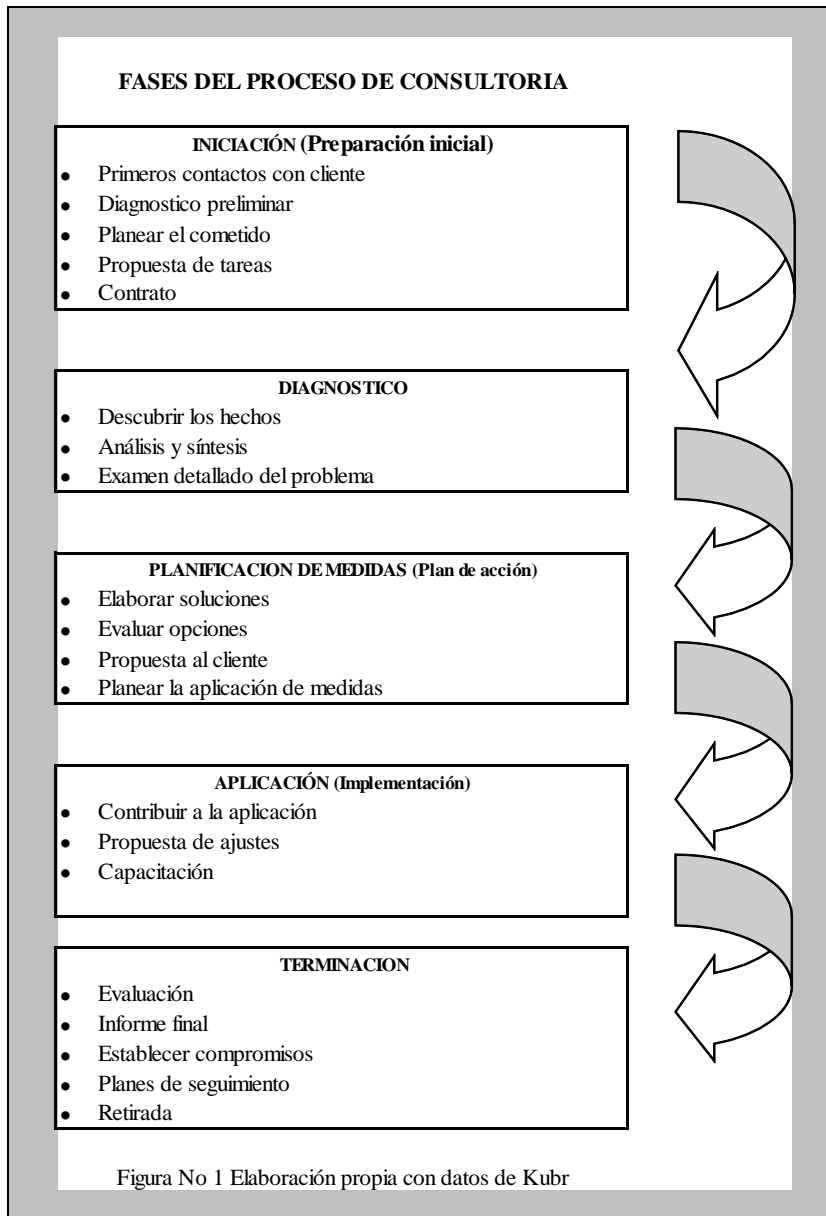 FASES DEL PROCESO DE CONSULTORIA
INICIACIÓN (Preparación inicial)
● Primeros contactos con cliente
● Diagnostico preliminar
● Planear el cometido
● Propuesta de tareas
● Contrato
DIAGNOSTICO
● Descubrir los hechos
● Análisis y síntesis
● Examen detallado del problema
PLANIFICACION DE MEDIDAS (Plan de acción)
● Elaborar soluciones
● Evaluar opciones
● Propuesta al cliente
● Planear la aplicación de medidas
APLICACIÓN (Implementación)
● Contribuir a la aplicación
● Propuesta de ajustes
● Capacitación
TERMINACION
● Evaluación
● Informe final
● Establecer compromisos
● Planes de seguimiento
● Retirada
Figura No 1 Elaboración propia con datos de Kubr